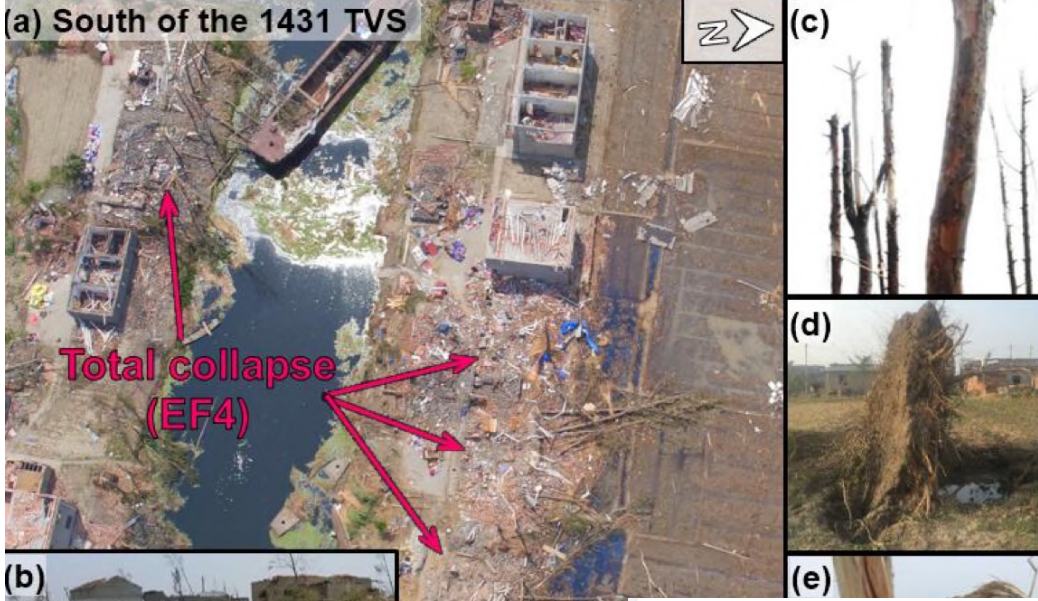 (a) South of the 1431 TVS
N
(c)
Total collapse
(EF4)
(d)
(b)
(e)